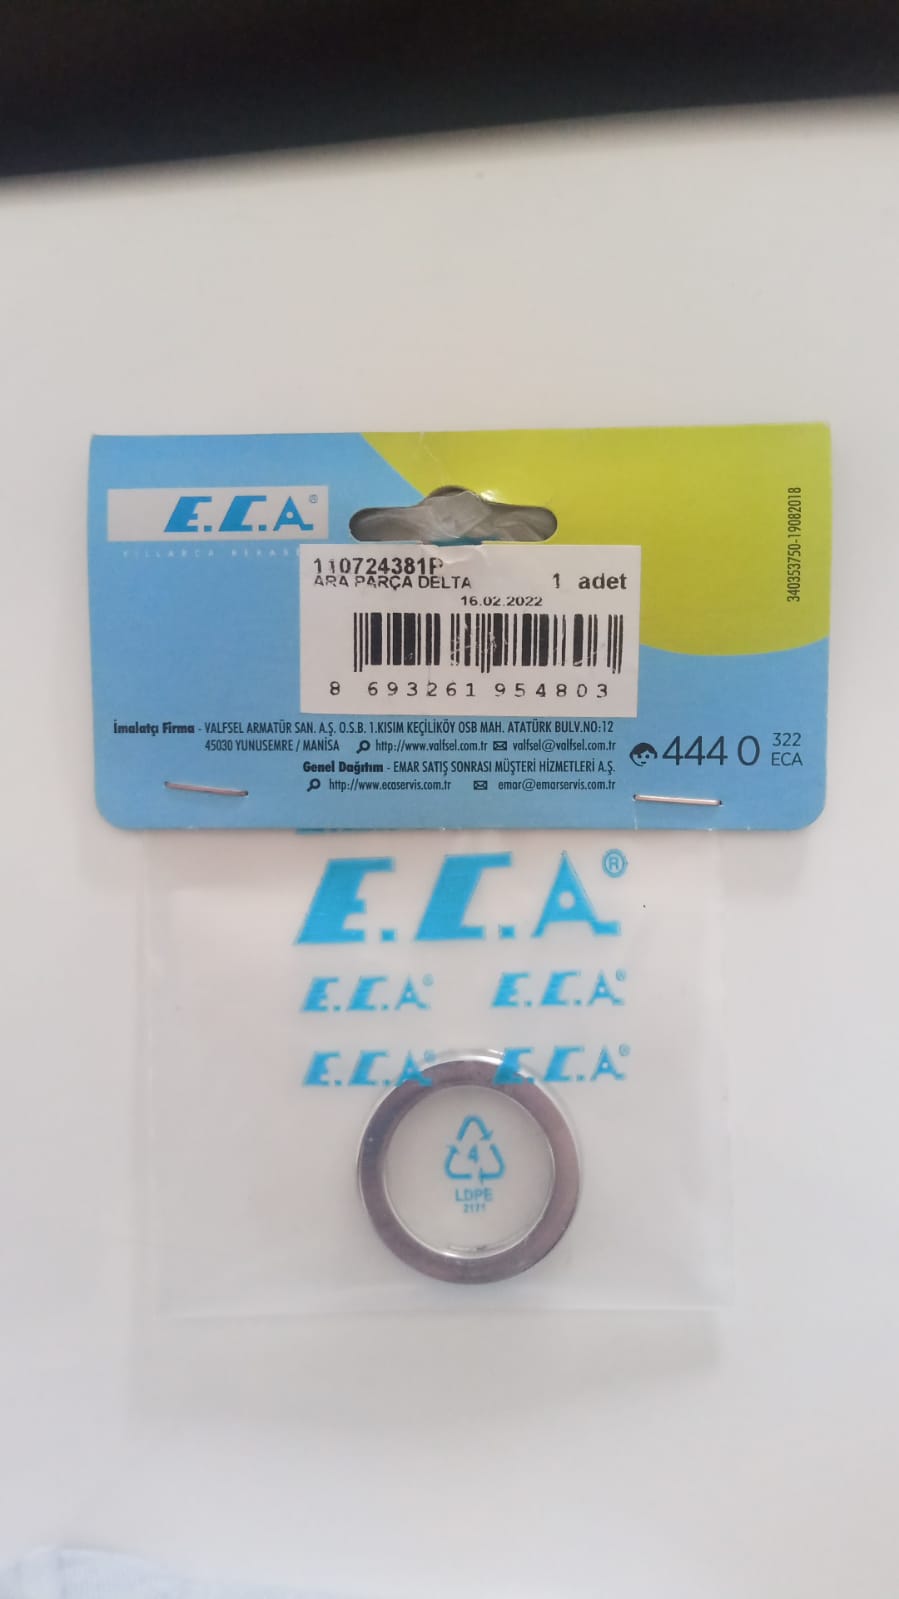 E.C.A®
110724381P
ARA PARÇA DELTA 1 adet
16.02.2022
8 693261 954803
340353750-19082018
İmalatçı Firma - VALFSEL ARMATÜR SAN. A.Ş. O.S.B. 1.KISIM KEÇİLİKÖY OSB MAH. ATATÜRK BULV.NO:12
45030 YUNUSEMRE / MANİSA http://www.valfsel.com.tr valfsel@valfsel.com.tr
Genel Dağıtım - EMAR SATIŞ SONRASI MÜŞTERİ HİZMETLERİ A.Ş.
http://www.ecaservis.com.tr emar@emarservis.com.tr
444 0 322 ECA
E.C.A®
E.C.A® E.C.A®
E.C.A® E.C.A®
4
LDPE
2171